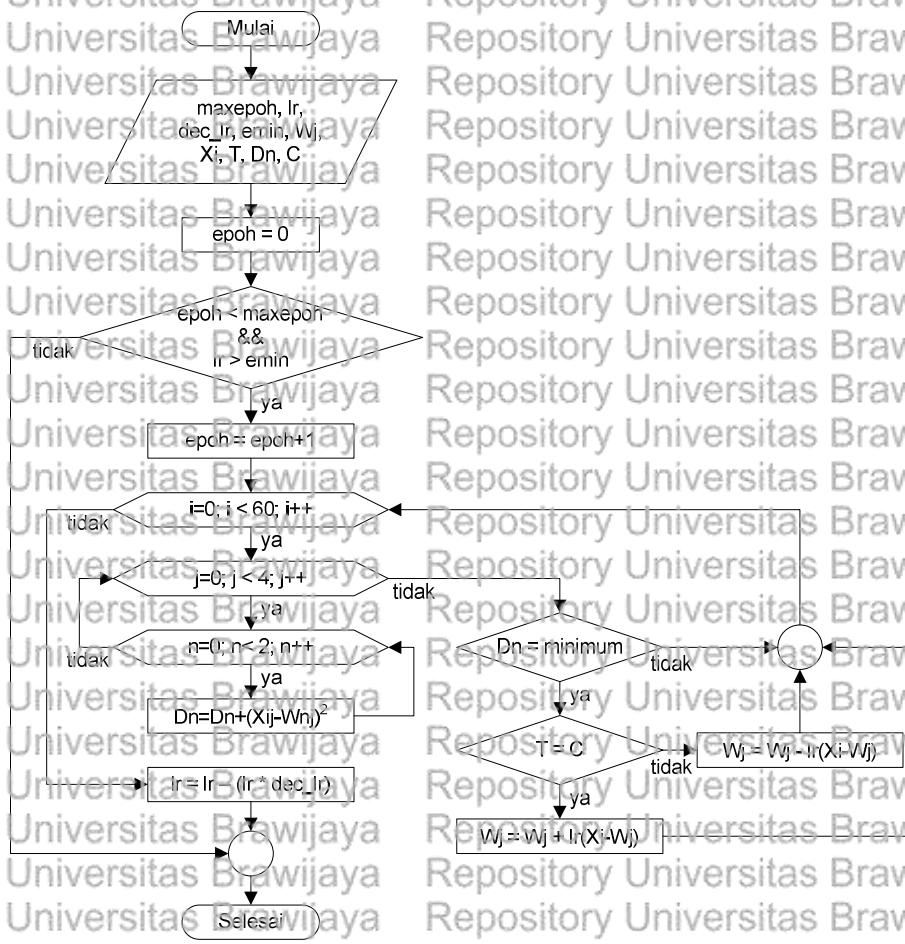 Mulai
maxepoh, lr,
dec_lr, emin, Wj,
Xi, T, Dn, C
epoh = 0
epoh < maxepoh
&&
lr > emin
tidak
ya
epoh = epoh+1
i=0; i < 60; i++
tidak
ya
j=0; j < 4; j++
tidak
ya
n=0; n< 2; n++
tidak
ya
Dn=Dn+(Xij-Wnj)²
lr = lr – (lr * dec_lr)
Selesai
Dn = minimum
tidak
ya
T = C
tidak
ya
Wj = Wj - lr(Xi-Wj)
Wj = Wj + lr(Xi-Wj)
Universitas Brawijaya
Repository Universitas Braw